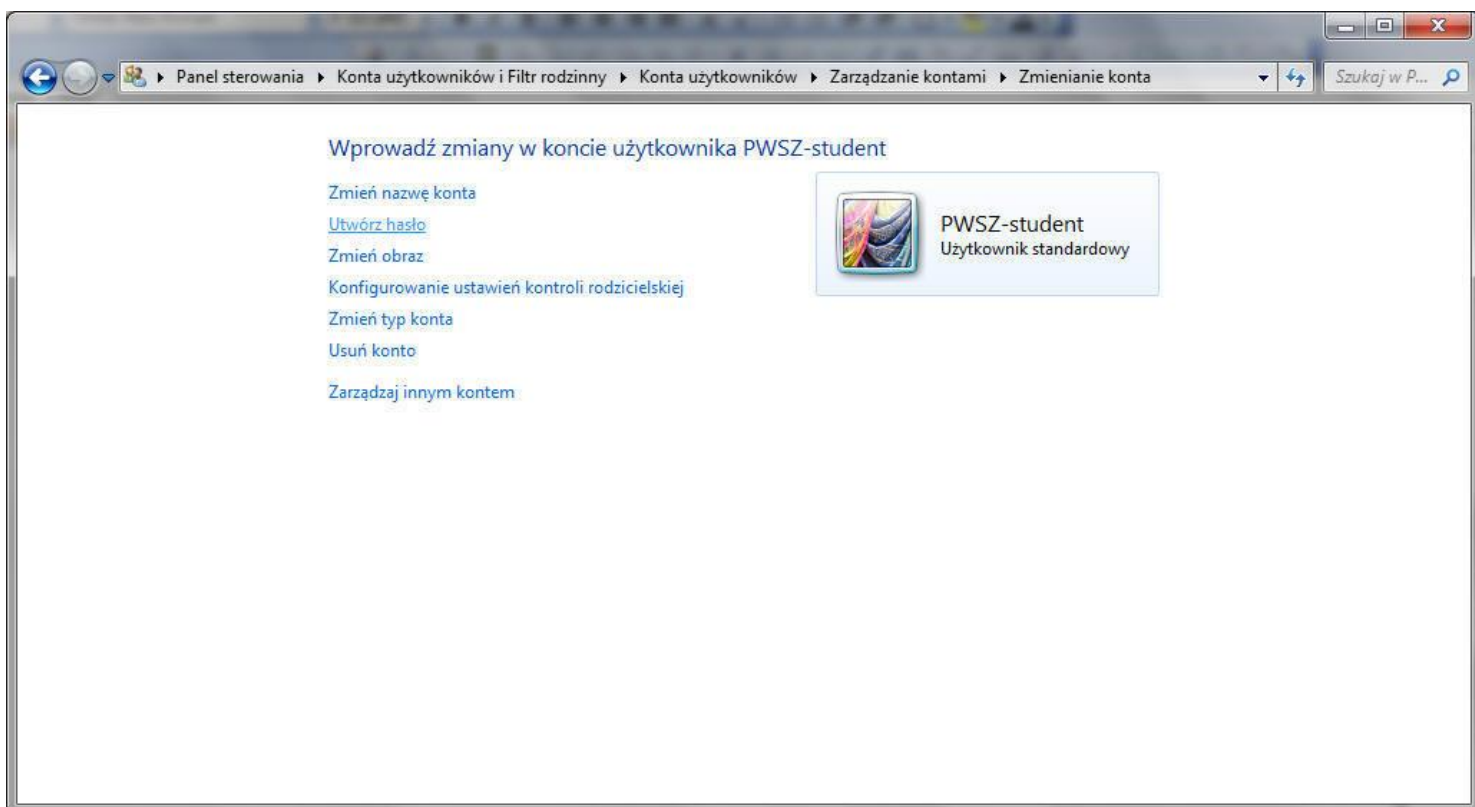 Panel sterowania ▸ Konta użytkowników i Filtr rodzinny ▸ Konta użytkowników ▸ Zarządzanie kontami ▸ Zmienianie konta
Szukaj w P...
Wprowadź zmiany w koncie użytkownika PWSZ-student
Zmień nazwę konta
Utwórz hasło
Zmień obraz
Konfigurowanie ustawień kontroli rodzicielskiej
Zmień typ konta
Usuń konto
Zarządzaj innym kontem
PWSZ-student
Użytkownik standardowy